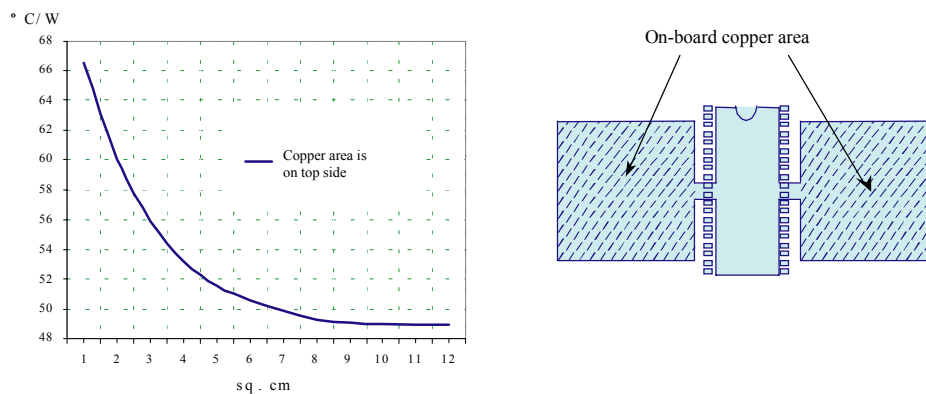 º C/W
68
66
64
62
60
58
56
54
52
50
48
1 2 3 4 5 6 7 8 9 10 11 12
sq . cm
Copper area is
on top side
On-board copper area